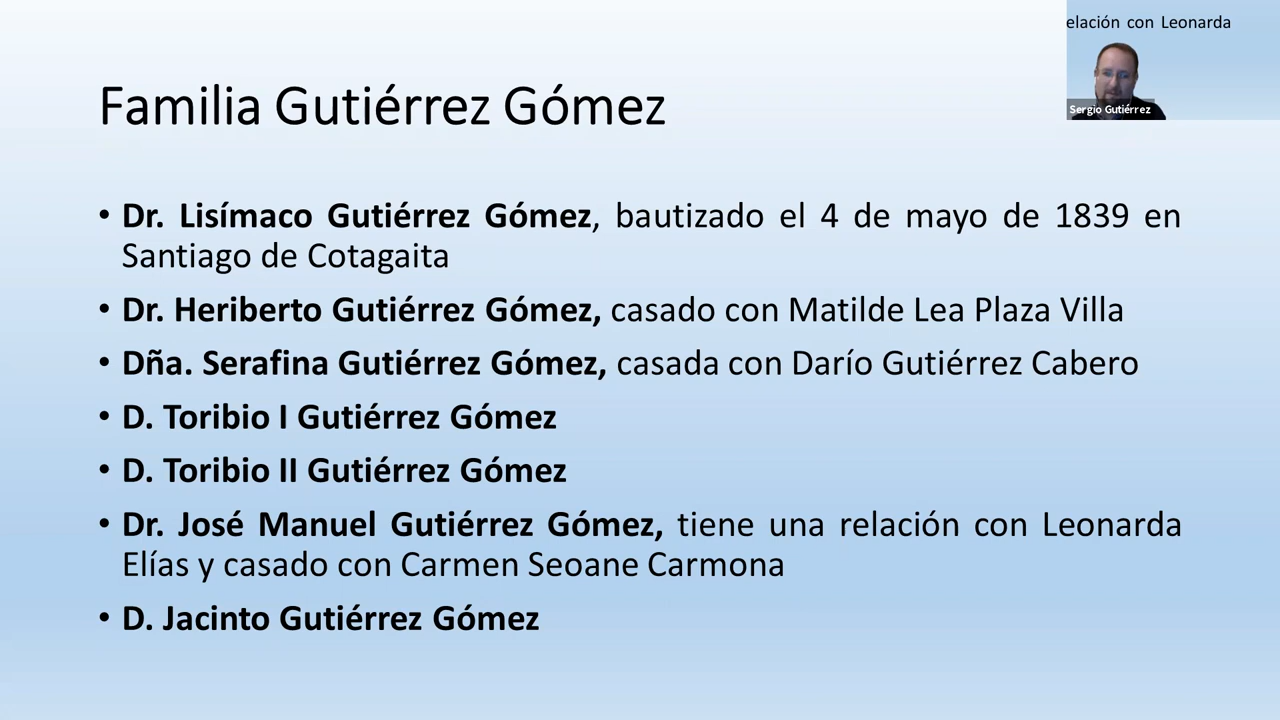 elación con Leonarda
Sergio Gutiérrez
Familia Gutiérrez Gómez
• Dr. Lisímaco Gutiérrez Gómez, bautizado el 4 de mayo de 1839 en
Santiago de Cotagaita
• Dr. Heriberto Gutiérrez Gómez, casado con Matilde Lea Plaza Villa
• Dña. Serafina Gutiérrez Gómez, casada con Darío Gutiérrez Cabero
• D. Toribio I Gutiérrez Gómez
• D. Toribio II Gutiérrez Gómez
• Dr. José Manuel Gutiérrez Gómez, tiene una relación con Leonarda
Elías y casado con Carmen Seoane Carmona
• D. Jacinto Gutiérrez Gómez